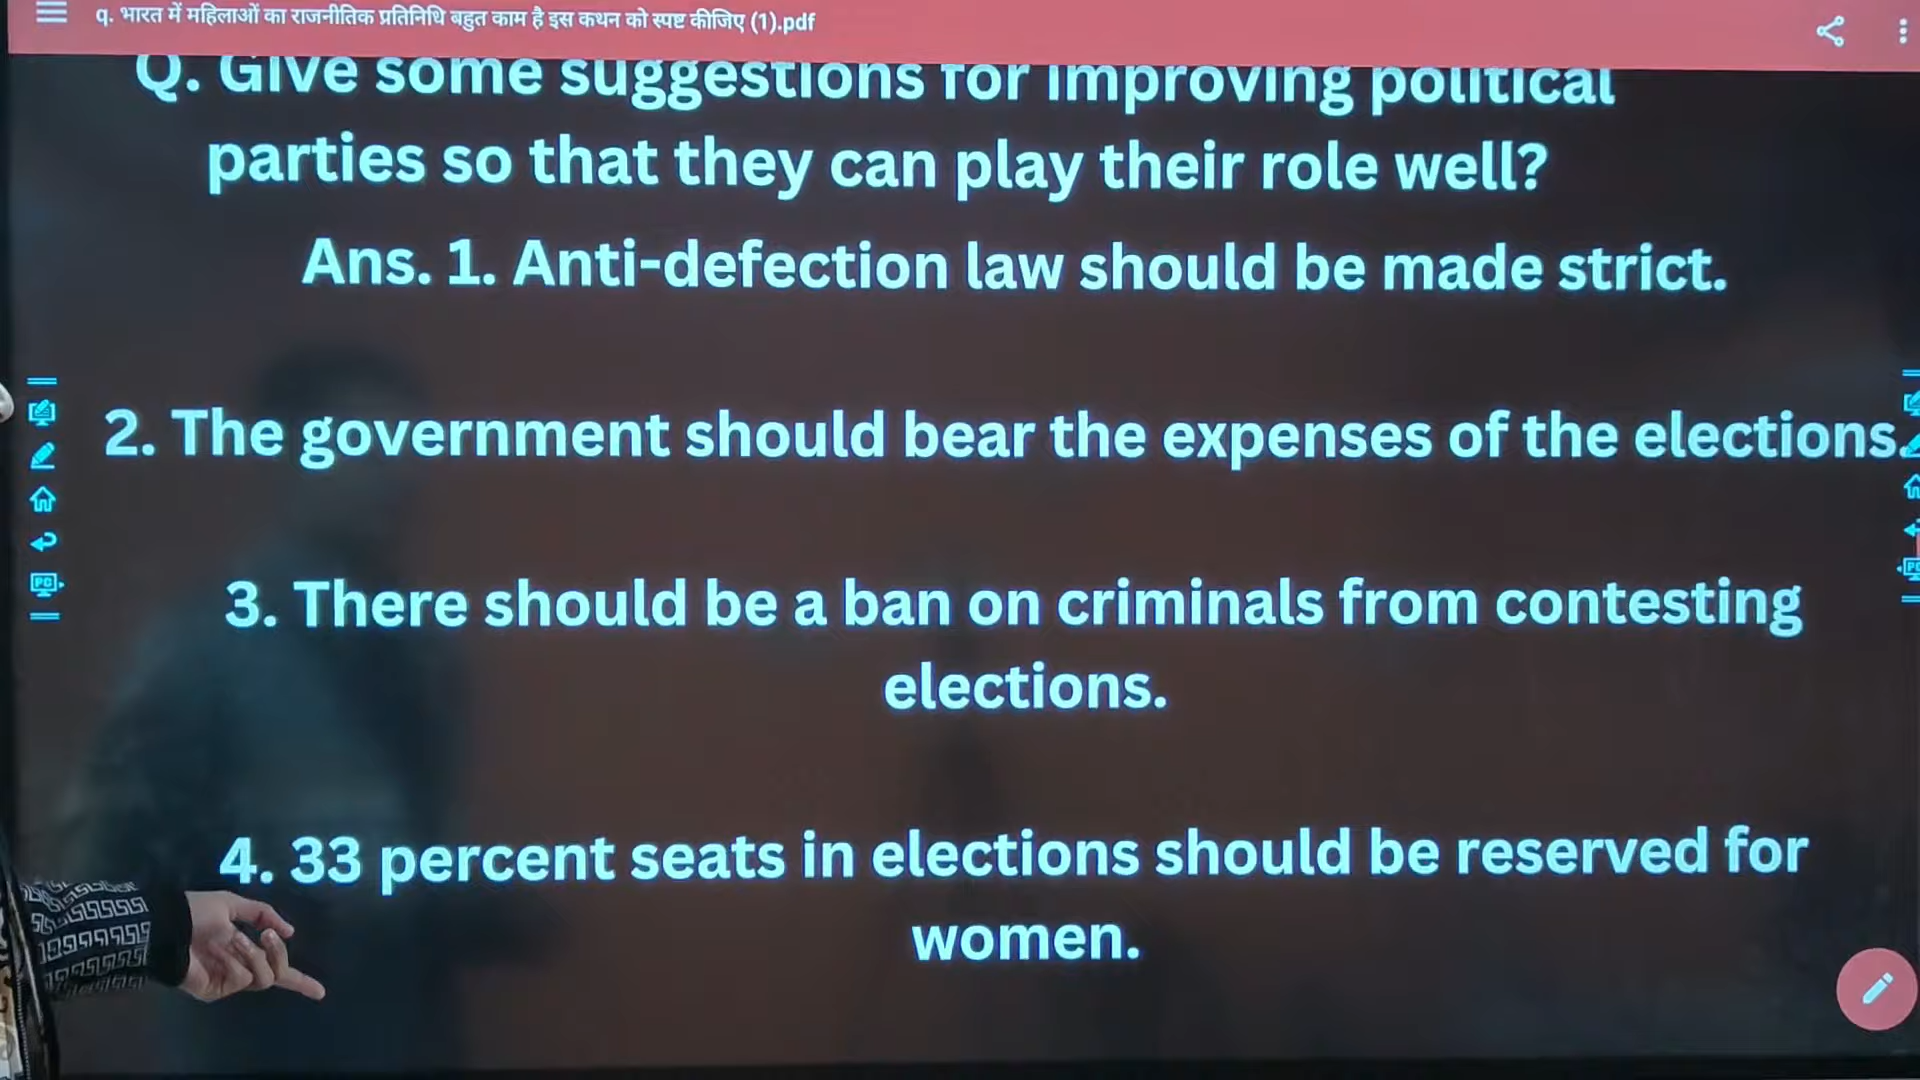 q. भारत में महिलाओं का राजनीतिक प्रतिनिधि बहुत काम है इस कथन को स्पष्ट कीजिए (1).pdf
Q. Give some suggestions for improving political
parties so that they can play their role well?
Ans. 1. Anti-defection law should be made strict.
2. The government should bear the expenses of the elections.
3. There should be a ban on criminals from contesting
elections.
4. 33 percent seats in elections should be reserved for
women.
PC